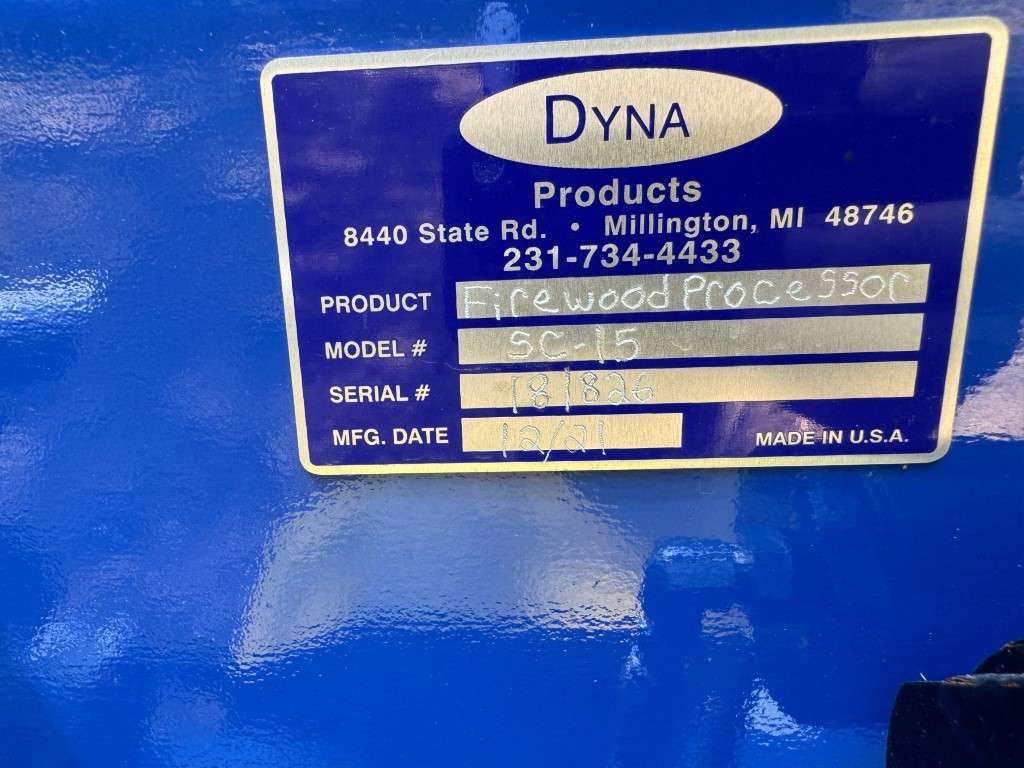 DYNA
Products
8440 State Rd. • Millington, MI 48746
231-734-4433
PRODUCT Firewood Processor
MODEL # SC-15
SERIAL # 181826
MFG. DATE 12/21
MADE IN U.S.A.